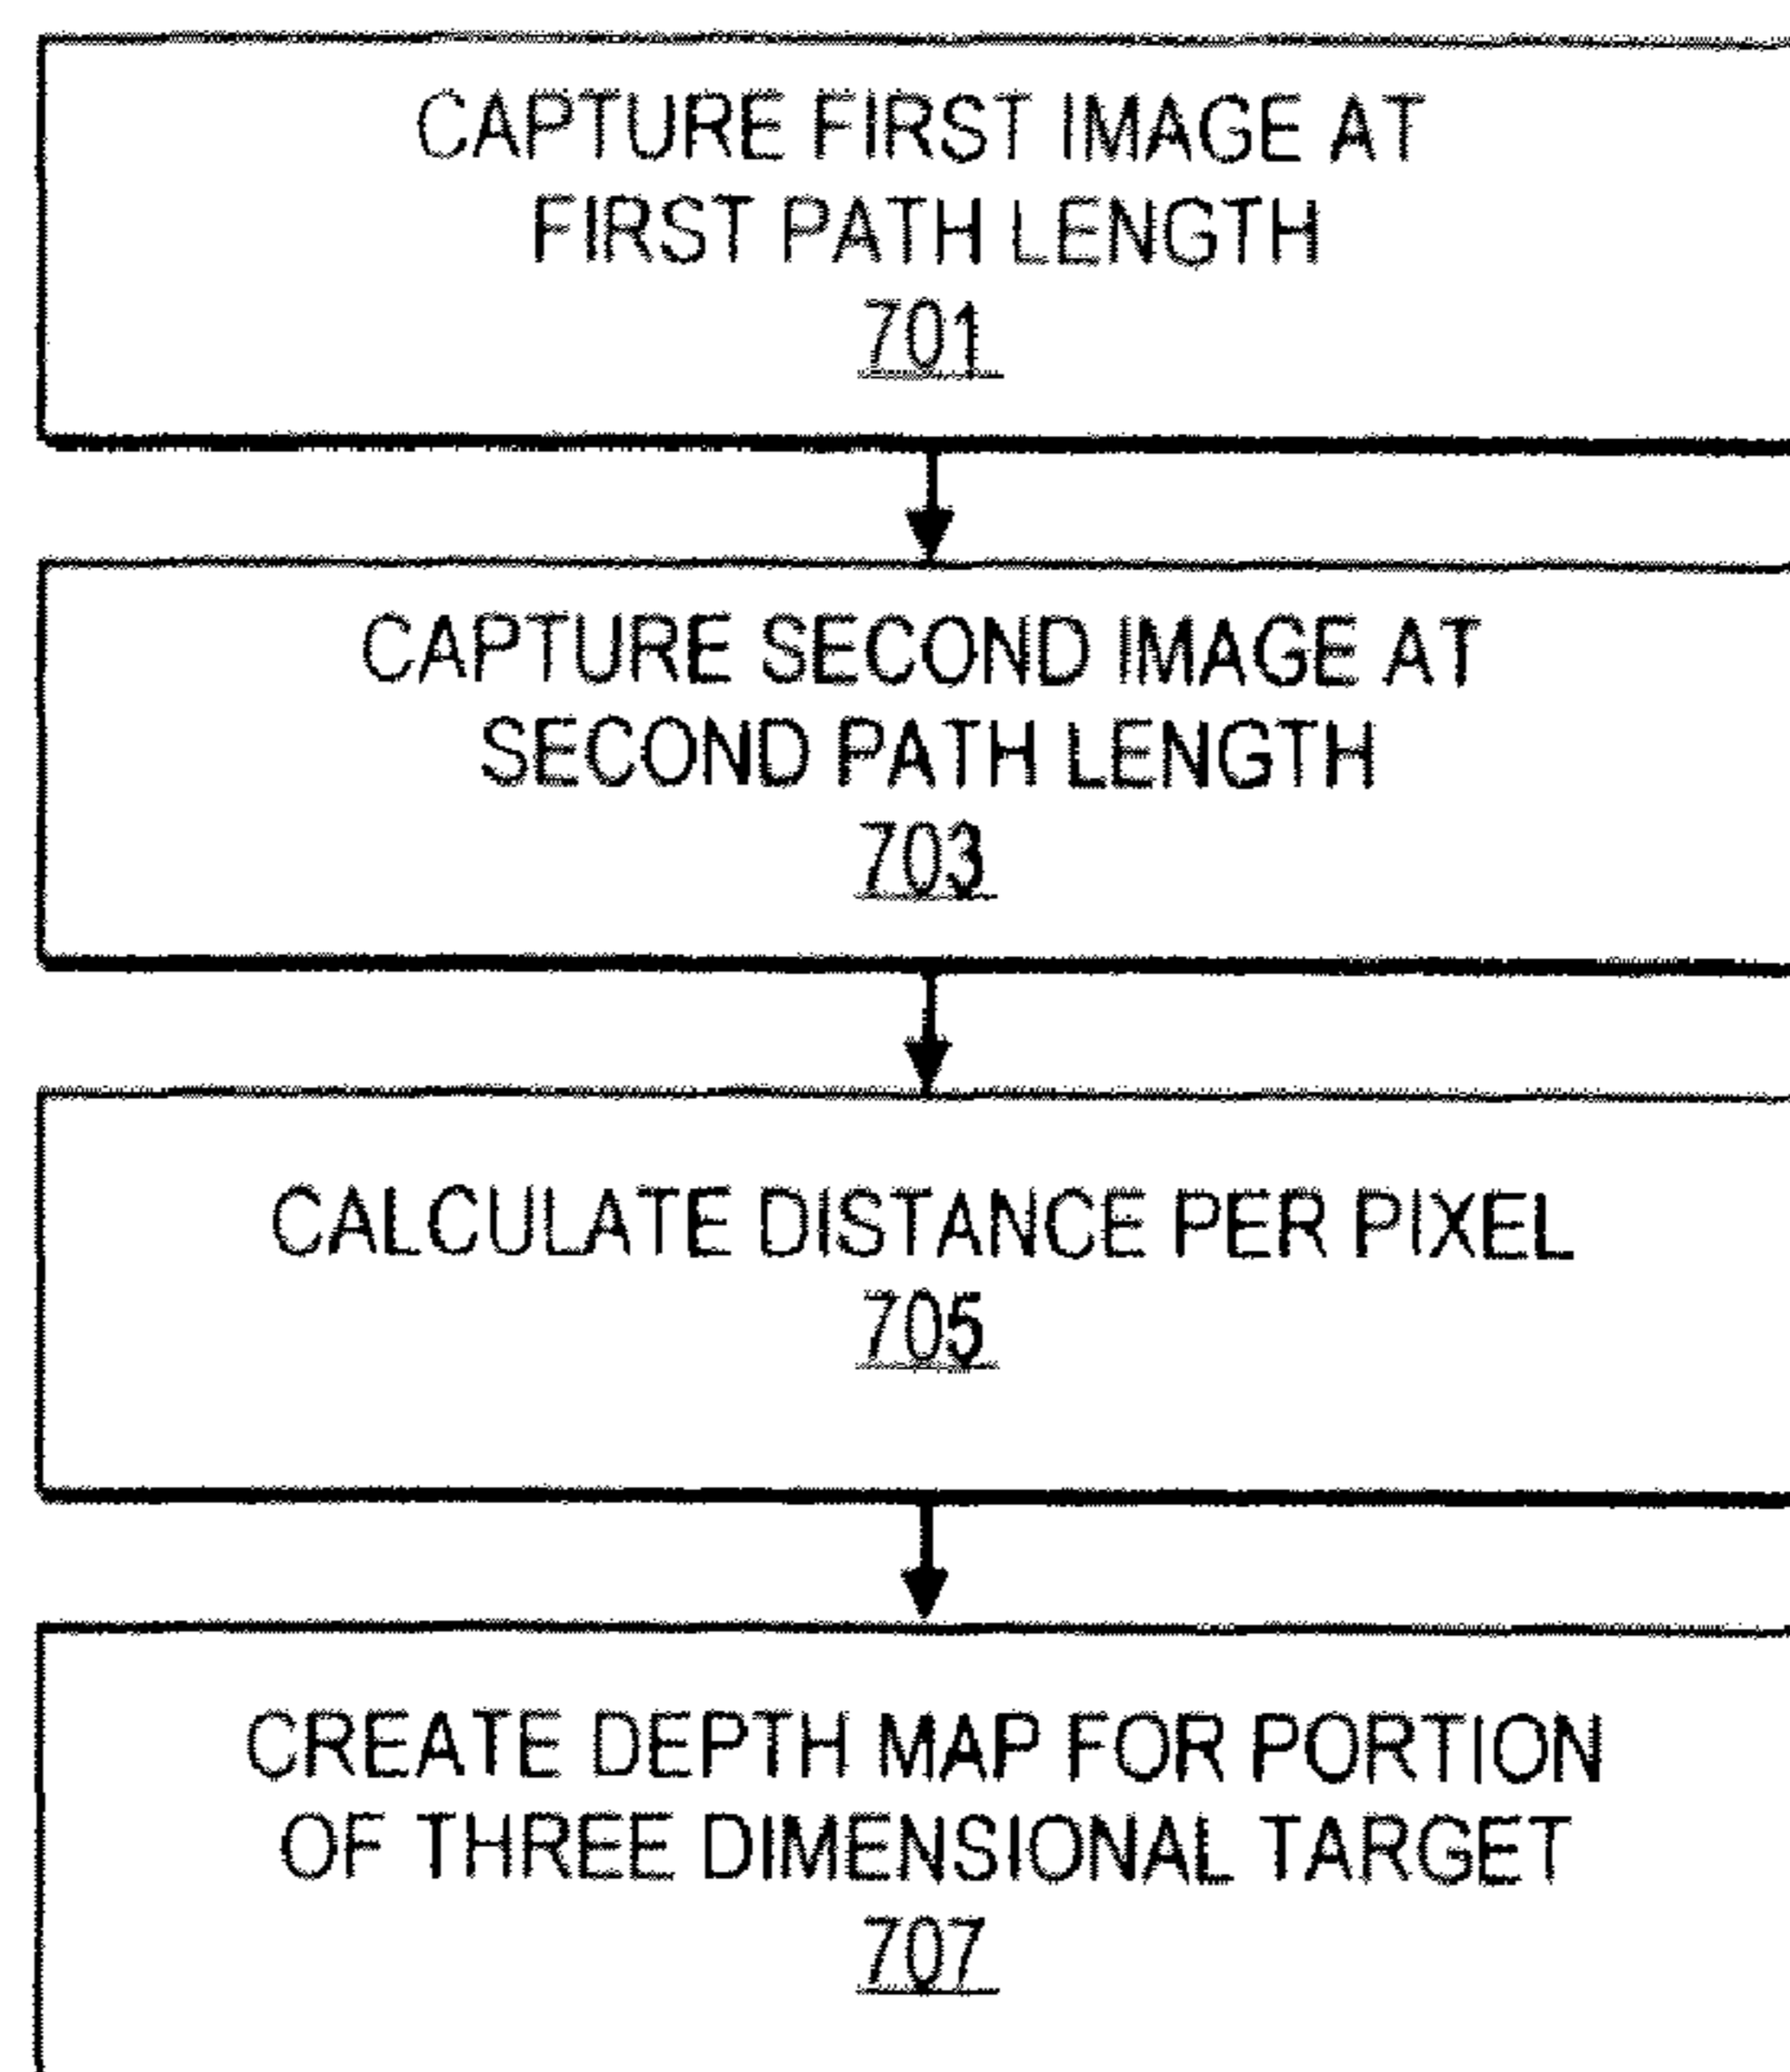 CAPTURE FIRST IMAGE AT
FIRST PATH LENGTH
701
CAPTURE SECOND IMAGE AT
SECOND PATH LENGTH
703
CALCULATE DISTANCE PER PIXEL
705
CREATE DEPTH MAP FOR PORTION
OF THREE DIMENSIONAL TARGET
707